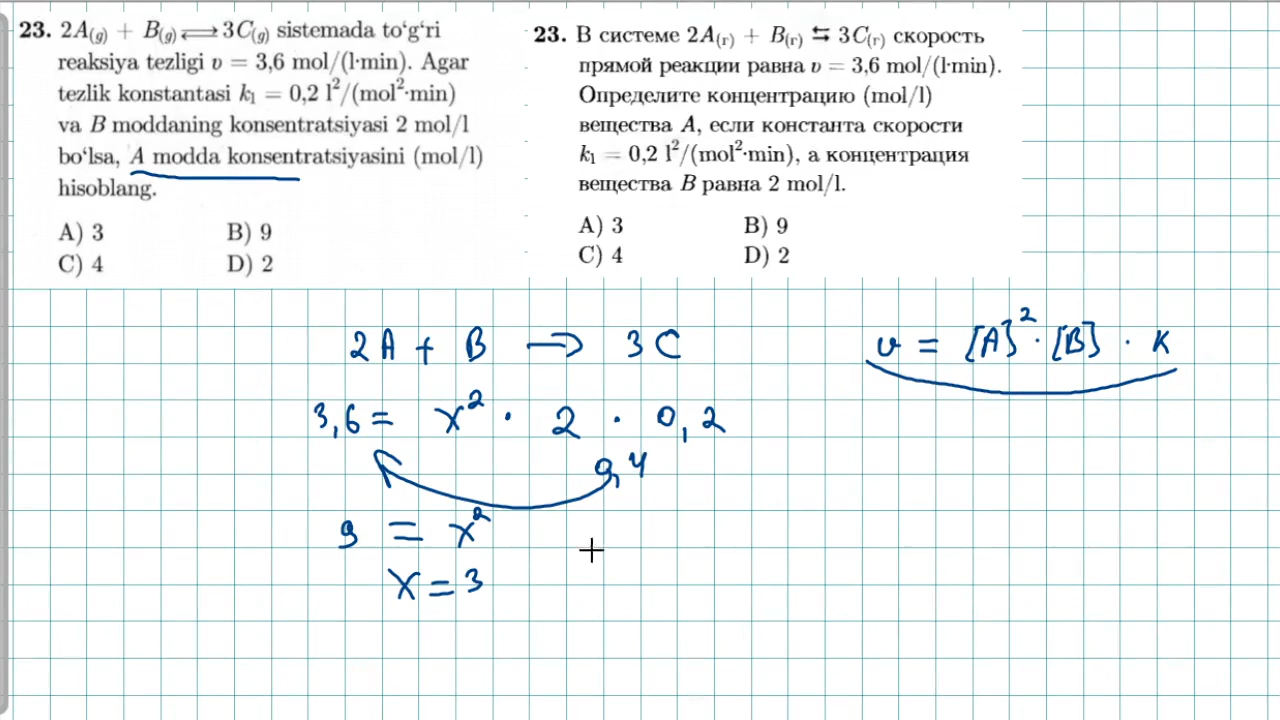 23. 2A(g) + B(g) ⟷ 3C(g) sistemada to‘g‘ri
reaksiya tezligi υ = 3,6 mol/(l·min). Agar
tezlik konstantasi k₁ = 0,2 l²/(mol²·min)
va B moddaning konsentratsiyasi 2 mol/l
bo‘lsa, A modda konsentratsiyasini (mol/l)
hisoblang.
A) 3 B) 9
C) 4 D) 2
23. В системе 2A(г) + B(г) ⇆ 3C(г) скорость
прямой реакции равна υ = 3,6 mol/(l·min).
Определите концентрацию (mol/l)
вещества A, если константа скорости
k₁ = 0,2 l²/(mol²·min), а концентрация
вещества B равна 2 mol/l.
A) 3 B) 9
C) 4 D) 2
2A + B ⇒ 3C
υ = [A]² · [B] · K
3,6 = x² · 2 · 0,2
0,4
9 = x²
x = 3